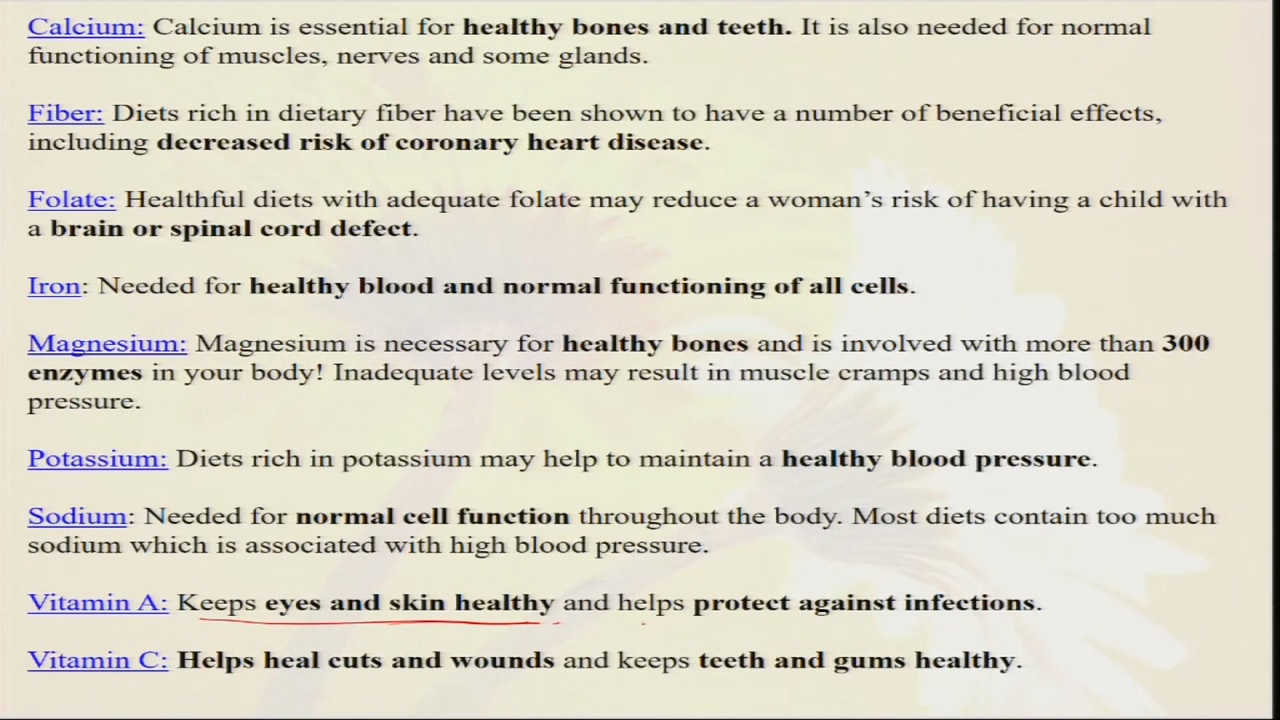 Calcium: Calcium is essential for healthy bones and teeth. It is also needed for normal
functioning of muscles, nerves and some glands.
Fiber: Diets rich in dietary fiber have been shown to have a number of beneficial effects,
including decreased risk of coronary heart disease.
Folate: Healthful diets with adequate folate may reduce a woman’s risk of having a child with
a brain or spinal cord defect.
Iron: Needed for healthy blood and normal functioning of all cells.
Magnesium: Magnesium is necessary for healthy bones and is involved with more than 300
enzymes in your body! Inadequate levels may result in muscle cramps and high blood
pressure.
Potassium: Diets rich in potassium may help to maintain a healthy blood pressure.
Sodium: Needed for normal cell function throughout the body. Most diets contain too much
sodium which is associated with high blood pressure.
Vitamin A: Keeps eyes and skin healthy and helps protect against infections.
Vitamin C: Helps heal cuts and wounds and keeps teeth and gums healthy.